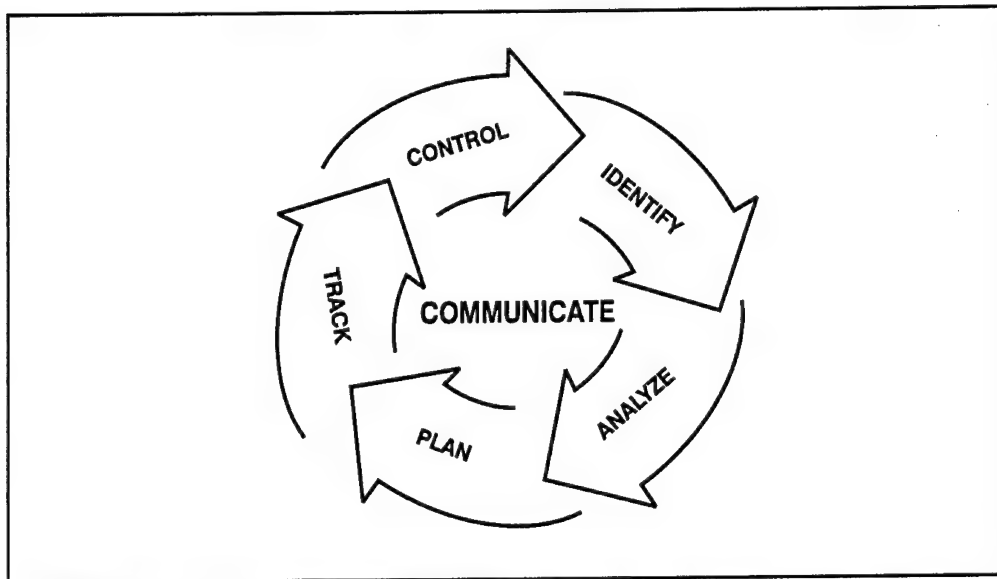 CONTROL
IDENTIFY
TRACK
COMMUNICATE
ANALYZE
PLAN